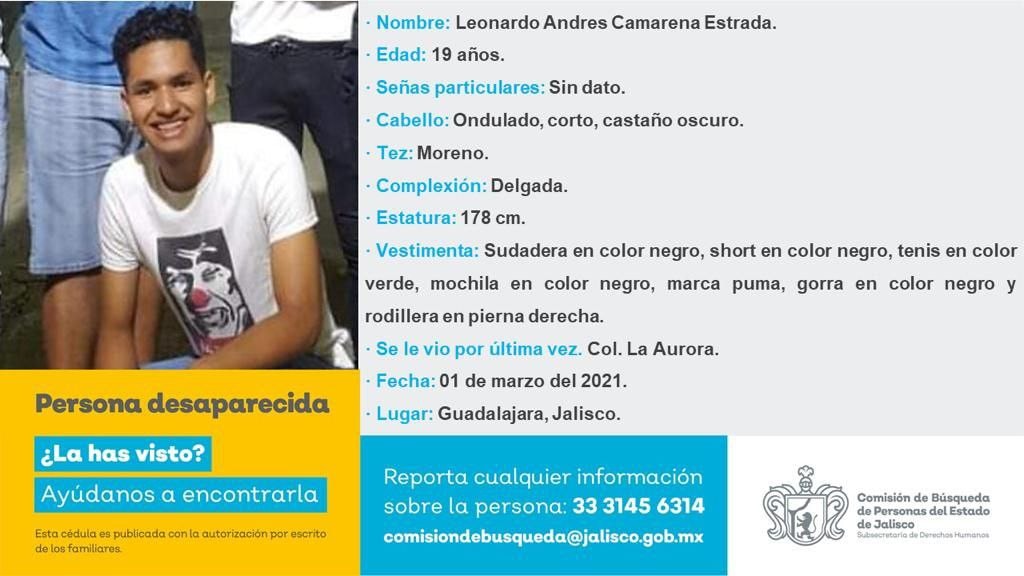 · Nombre: Leonardo Andres Camarena Estrada.
· Edad: 19 años.
· Señas particulares: Sin dato.
· Cabello: Ondulado, corto, castaño oscuro.
· Tez: Moreno.
· Complexión: Delgada.
· Estatura: 178 cm.
· Vestimenta: Sudadera en color negro, short en color negro, tenis en color
verde, mochila en color negro, marca puma, gorra en color negro y
rodillera en pierna derecha.
· Se le vio por última vez. Col. La Aurora.
· Fecha: 01 de marzo del 2021.
· Lugar: Guadalajara, Jalisco.
Persona desaparecida
¿La has visto?
Ayúdanos a encontrarla
Esta cédula es publicada con la autorización por escrito
de los familiares.
Reporta cualquier información
sobre la persona: 33 3145 6314
comisiondebusqueda@jalisco.gob.mx
Comisión de Búsqueda
de Personas del Estado
de Jalisco
Subsecretaría de Derechos Humanos